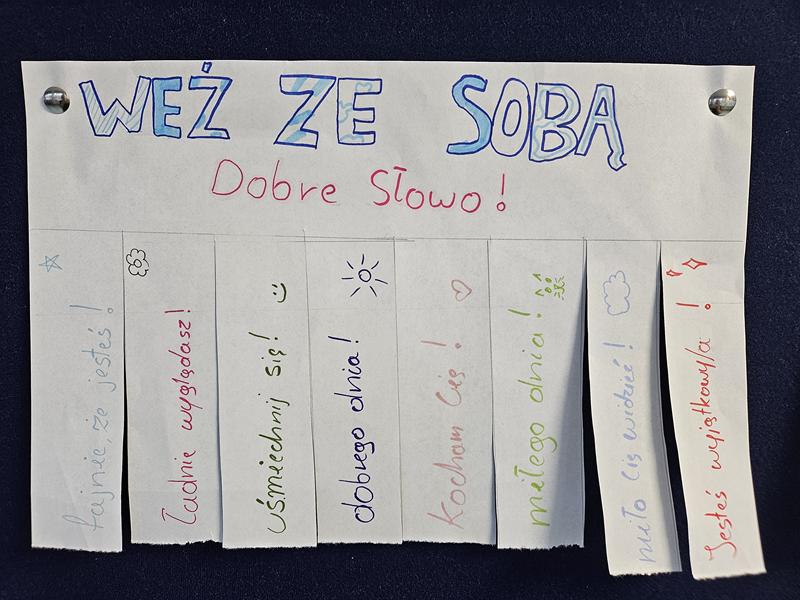 WEŹ ZE SOBĄ
Dobre Słowo!
fajnie, że jesteś!
Ładnie wyglądasz!
uśmiechnij się!
dobrego dnia!
Kocham Cię!
miłego dnia!
miło Cię widzieć!
Jesteś wyjątkowy/a!